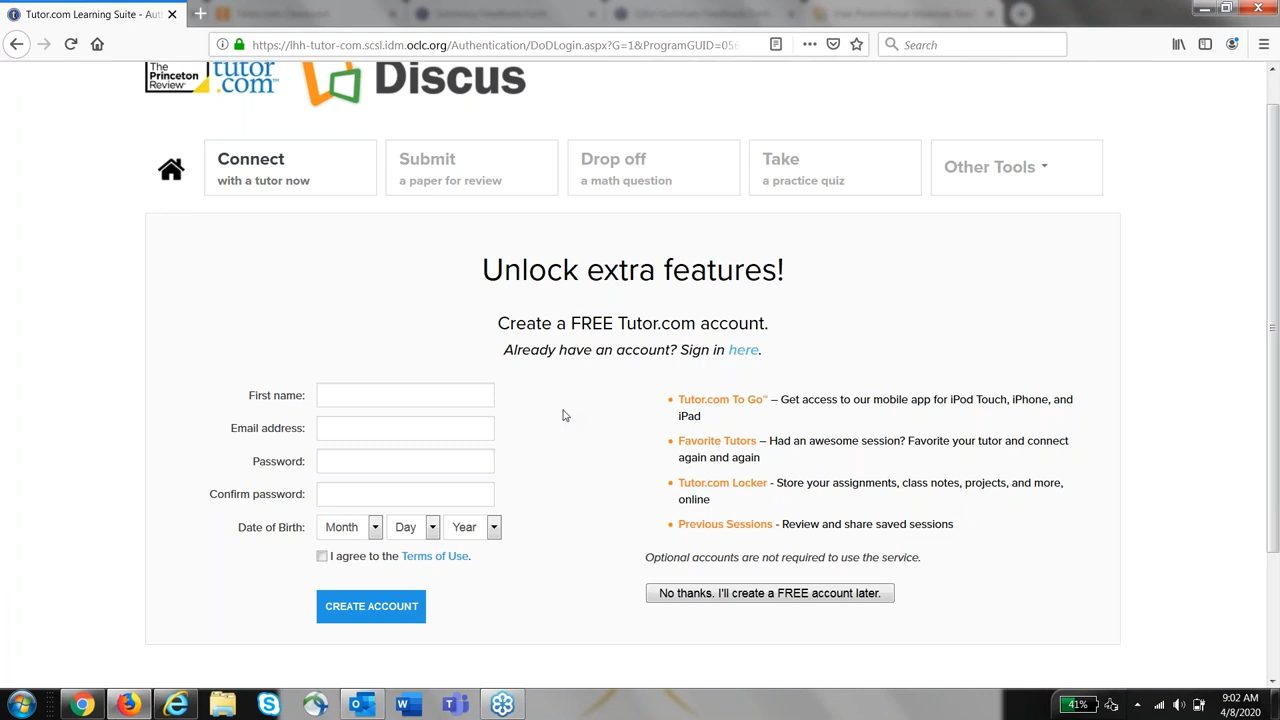 Tutor.com Learning Suite - Aut
https://lhh-tutor-com.scsl.idm.oclc.org/Authentication/DoDLogin.aspx?G=1&ProgramGUID=056
Search
The Princeton Review
tutor.com™
Discus
Connect
with a tutor now
Submit
a paper for review
Drop off
a math question
Take
a practice quiz
Other Tools
Unlock extra features!
Create a FREE Tutor.com account.
Already have an account? Sign in here.
First name:
Email address:
Password:
Confirm password:
Date of Birth: Month Day Year
I agree to the Terms of Use.
CREATE ACCOUNT
• Tutor.com To Go™ – Get access to our mobile app for iPod Touch, iPhone, and
iPad
• Favorite Tutors – Had an awesome session? Favorite your tutor and connect
again and again
• Tutor.com Locker - Store your assignments, class notes, projects, and more,
online
• Previous Sessions - Review and share saved sessions
Optional accounts are not required to use the service.
No thanks. I'll create a FREE account later.
41%
9:02 AM
4/8/2020